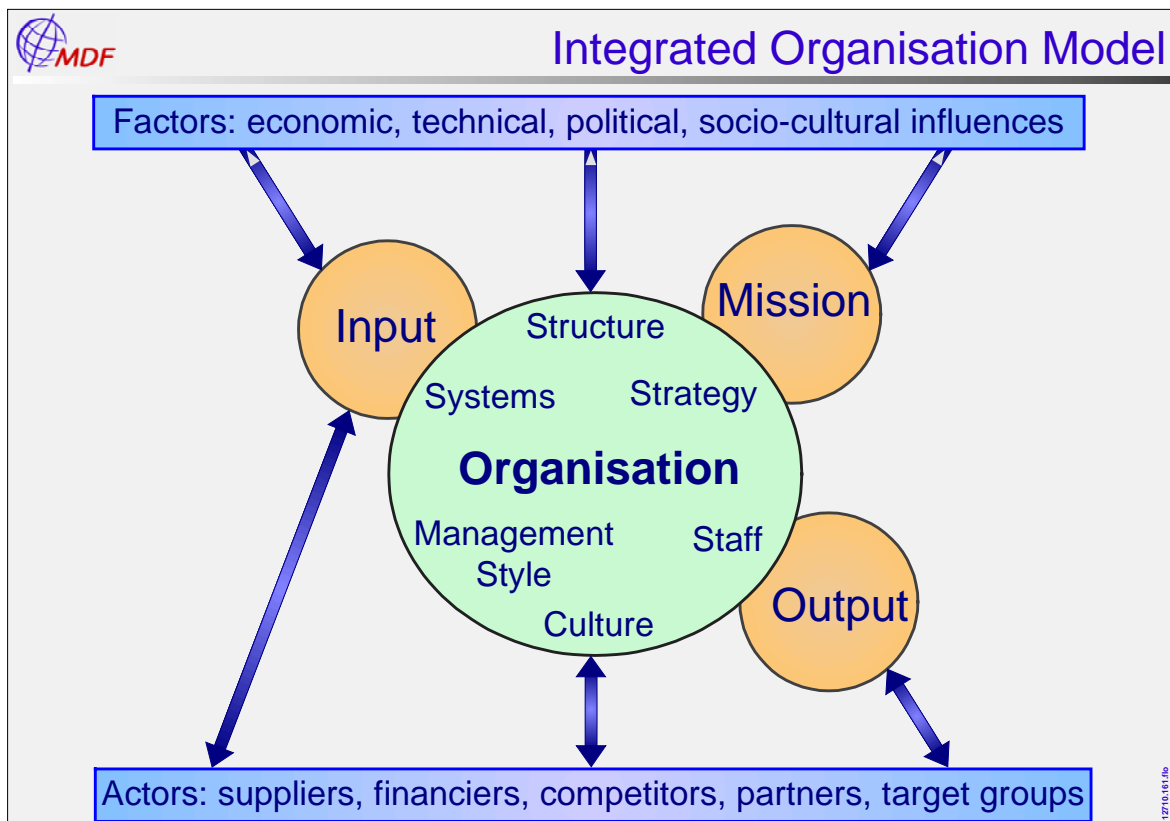 MDF
Integrated Organisation Model
Factors: economic, technical, political, socio-cultural influences
Input
Mission
Structure
Systems
Strategy
Organisation
Management
Style
Staff
Culture
Output
Actors: suppliers, financiers, competitors, partners, target groups